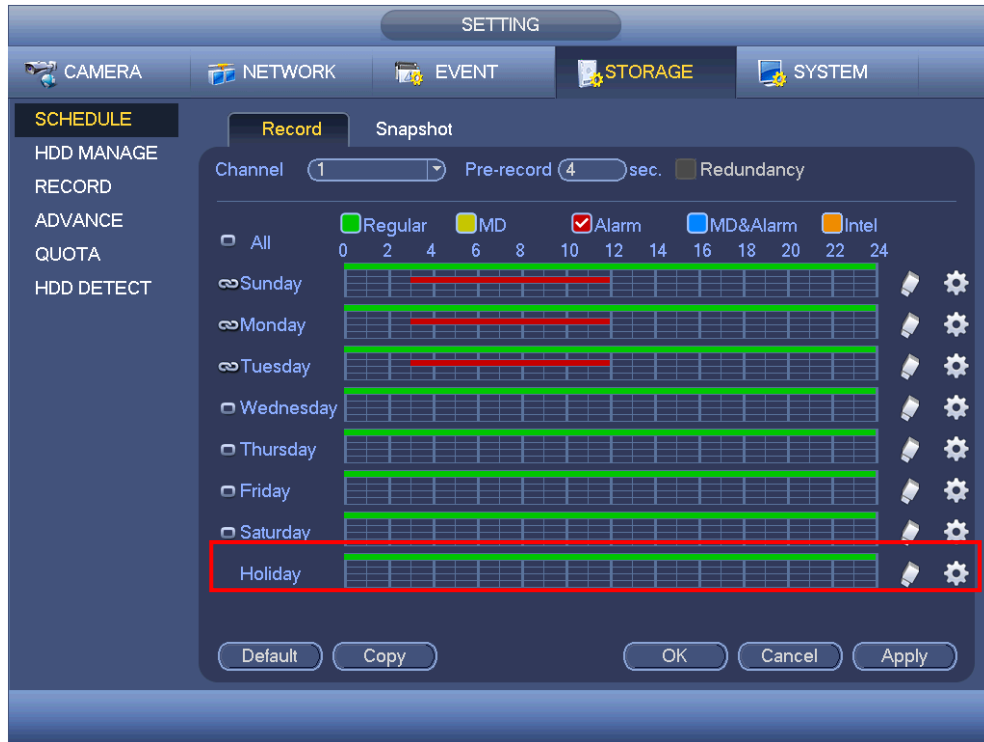 SETTING
CAMERA NETWORK EVENT STORAGE SYSTEM
SCHEDULE
HDD MANAGE
RECORD
ADVANCE
QUOTA
HDD DETECT
Record Snapshot
Channel 1 Pre-record 4 sec. Redundancy
Regular MD Alarm MD&Alarm Intel
All 0 2 4 6 8 10 12 14 16 18 20 22 24
Sunday
Monday
Tuesday
Wednesday
Thursday
Friday
Saturday
Holiday
Default Copy OK Cancel Apply